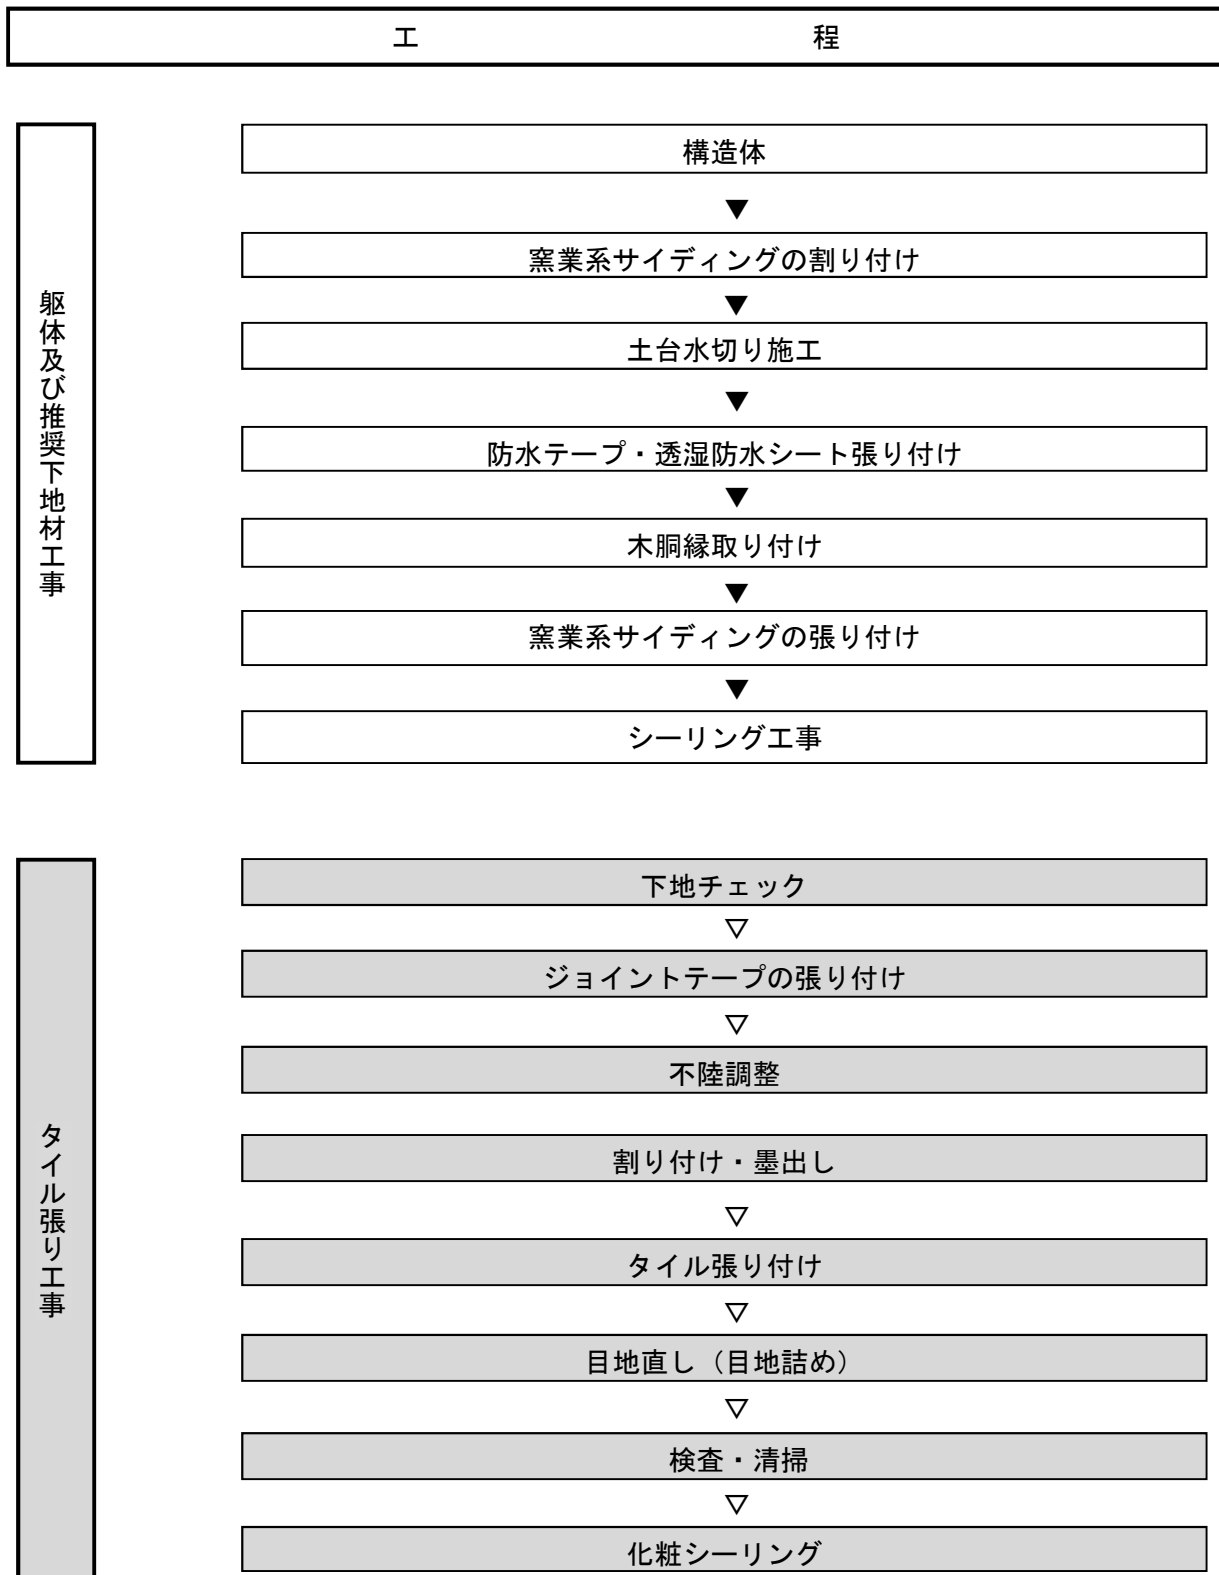 工程
躯体及び推奨下地材工事
構造体
▼
窯業系サイディングの割り付け
▼
土台水切り施工
▼
防水テープ・透湿防水シート張り付け
▼
木胴縁取り付け
▼
窯業系サイディングの張り付け
▼
シーリング工事
タイル張り工事
下地チェック
▽
ジョイントテープの張り付け
▽
不陸調整
割り付け・墨出し
▽
タイル張り付け
▽
目地直し（目地詰め）
▽
検査・清掃
▽
化粧シーリング